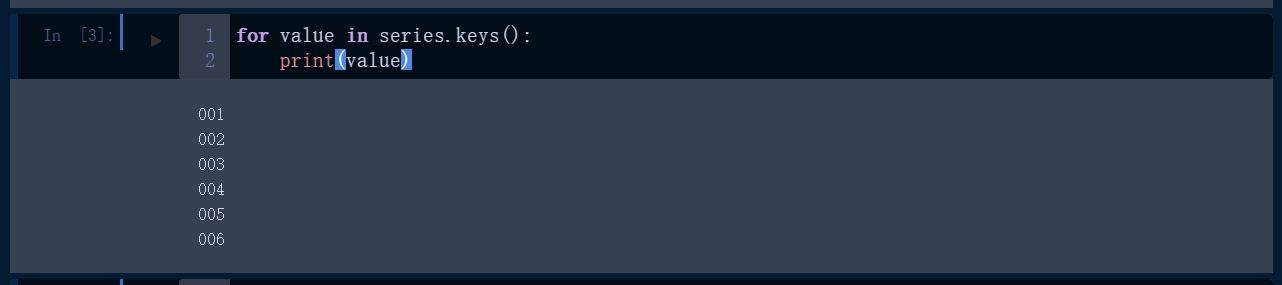 In [3]:
1 for value in series.keys():
2     print(value)
001
002
003
004
005
006